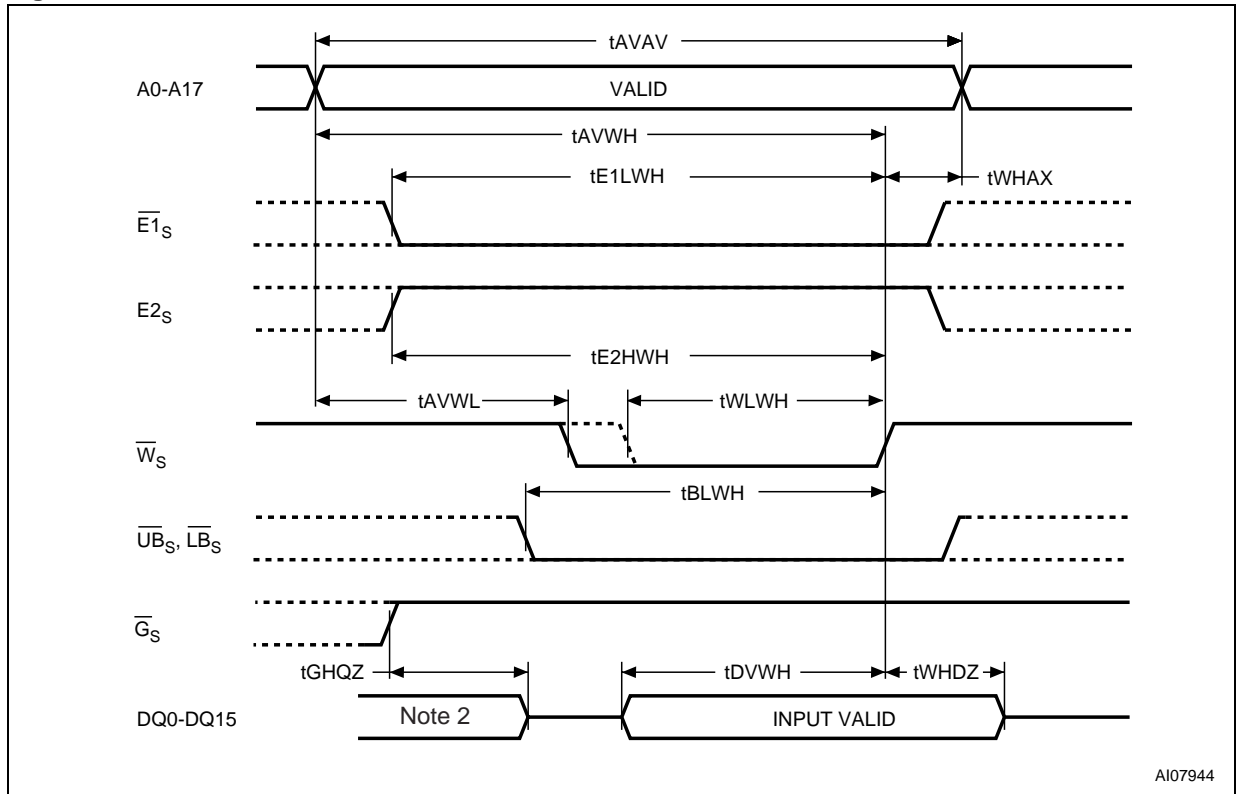 tAVAV
A0-A17 VALID
tAVWH
tE1LWH tWHAX
E1S
E2S
tE2HWH
tAVWL tWLWH
WS
tBLWH
UBS, LBS
GS
tGHQZ tDVWH tWHDZ
DQ0-DQ15 Note 2 INPUT VALID
AI07944